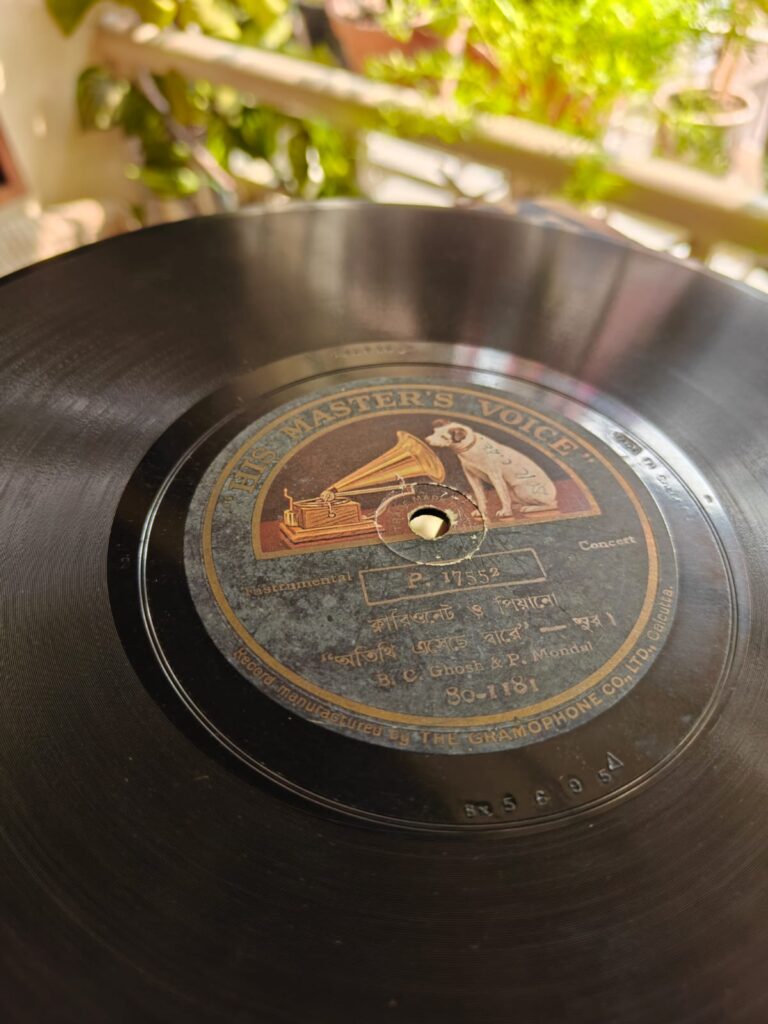 "HIS MASTER'S VOICE"
Instrumental
Concert
P. 17552
ক্লারিওনেট ও পিয়ানো
"অতিথি এসেছে দ্বারে" — সুর।
B. C. Ghosh & P. Mondal
80-1181
Record manufactured by THE GRAMOPHONE CO., LTD., Calcutta.